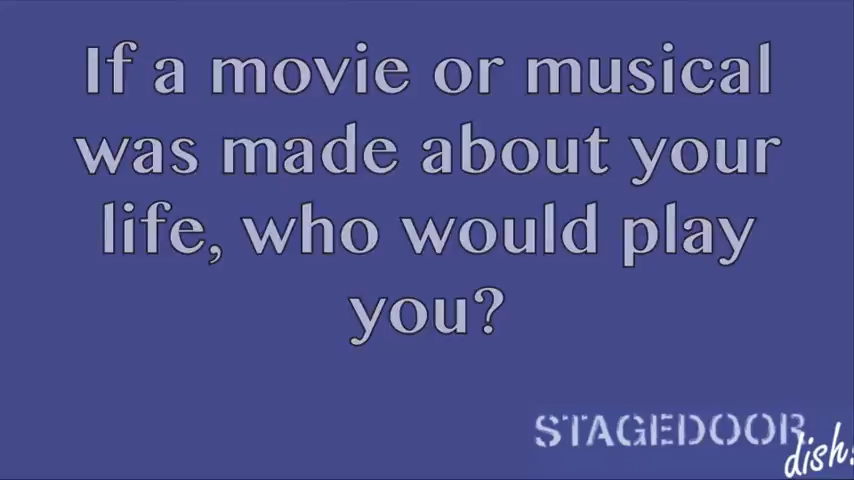 If a movie or musical
was made about your
life, who would play
you?
STAGEDOOR
dish!